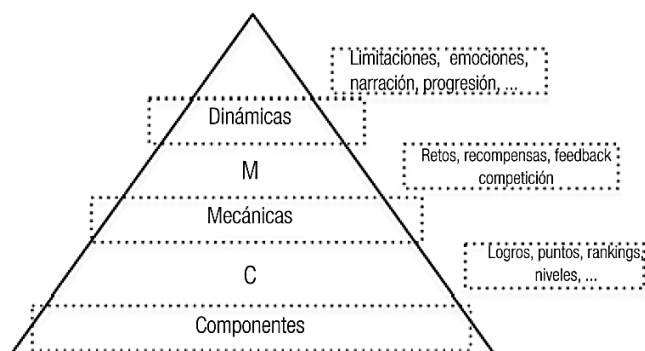 Limitaciones, emociones,
narración, progresión, ...
Dinámicas
M
Retos, recompensas, feedback
competición
Mecánicas
C
Logros, puntos, rankings,
niveles, ...
Componentes